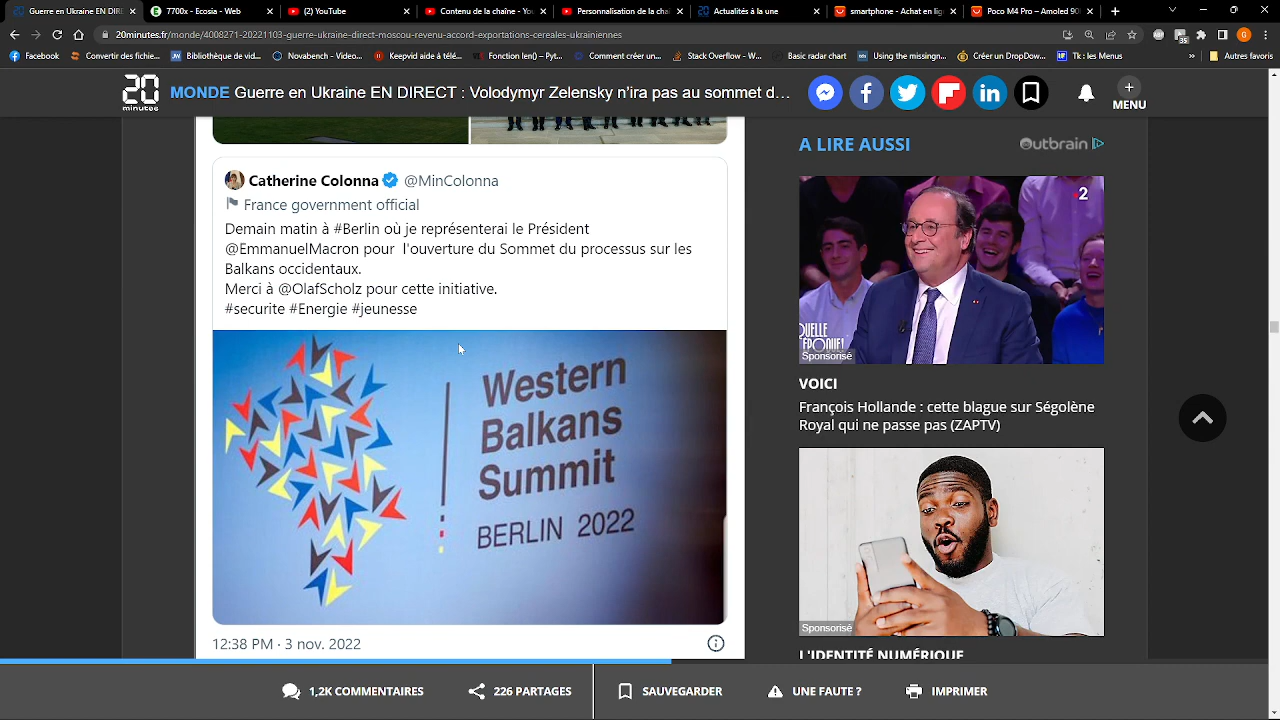 Guerre en Ukraine EN DIRE
7700x - Ecosia - Web
(2) YouTube
Contenu de la chaîne - You
Personnalisation de la chai
Actualités à la une
smartphone - Achat en lign
Poco M4 Pro – Amoled 90
20minutes.fr/monde/4008271-20221103-guerre-ukraine-direct-moscou-revenu-accord-exportations-cereales-ukrainiennes
G
Facebook
Convertir des fichie...
Bibliothèque de vid...
Novabench - Video...
Keepvid aide à télé...
Fonction len() – Pyt...
Comment définir la...
Stack Overflow – W...
Basic radar chart
Using the missingn...
Créer un DropDow...
Tk : les Menus
Autres favoris
20
minutes
MONDE Guerre en Ukraine EN DIRECT : Volodymyr Zelensky n'ira pas au sommet d...
MENU
Catherine Colonna @MinColonna
France government official
Demain matin à #Berlin où je représenterai le Président
@EmmanuelMacron pour l'ouverture du Sommet du processus sur les
Balkans occidentaux.
Merci à @OlafScholz pour cette initiative.
#securite #Energie #jeunesse
Western
Balkans
Summit
BERLIN 2022
12:38 PM · 3 nov. 2022
A LIRE AUSSI
Outbrain
2
QUELLE
ÉPOQUE!
Sponsorisé
VOICI
François Hollande : cette blague sur Ségolène
Royal qui ne passe pas (ZAPTV)
Sponsorisé
L'IDENTITÉ NUMÉRIQUE
1,2K COMMENTAIRES
226 PARTAGES
SAUVEGARDER
UNE FAUTE ?
IMPRIMER